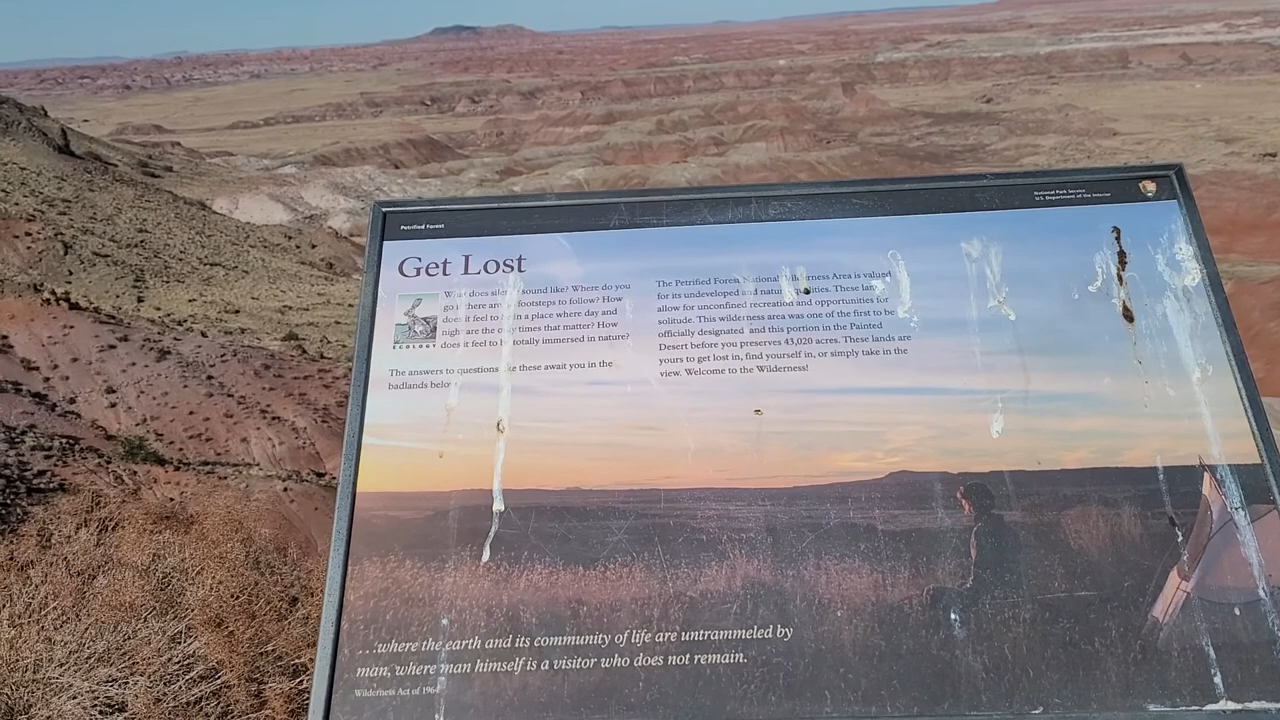 Petrified Forest
National Park Service
U.S. Department of the Interior
Get Lost
ECOLOGY
What does silence sound like? Where do you
go if here are footsteps to follow? How
does it feel to be in a place where day and
night are the only times that matter? How
does it feel to be totally immersed in nature?
The answers to questions like these await you in the
badlands below
The Petrified Forest National Wilderness Area is valued
for its undeveloped and natural qualities. These lands
allow for unconfined recreation and opportunities for
solitude. This wilderness area was one of the first to be
officially designated and this portion in the Painted
Desert before you preserves 43,020 acres. These lands are
yours to get lost in, find yourself in, or simply take in the
view. Welcome to the Wilderness!
...where the earth and its community of life are untrammeled by
man, where man himself is a visitor who does not remain.
Wilderness Act of 1964